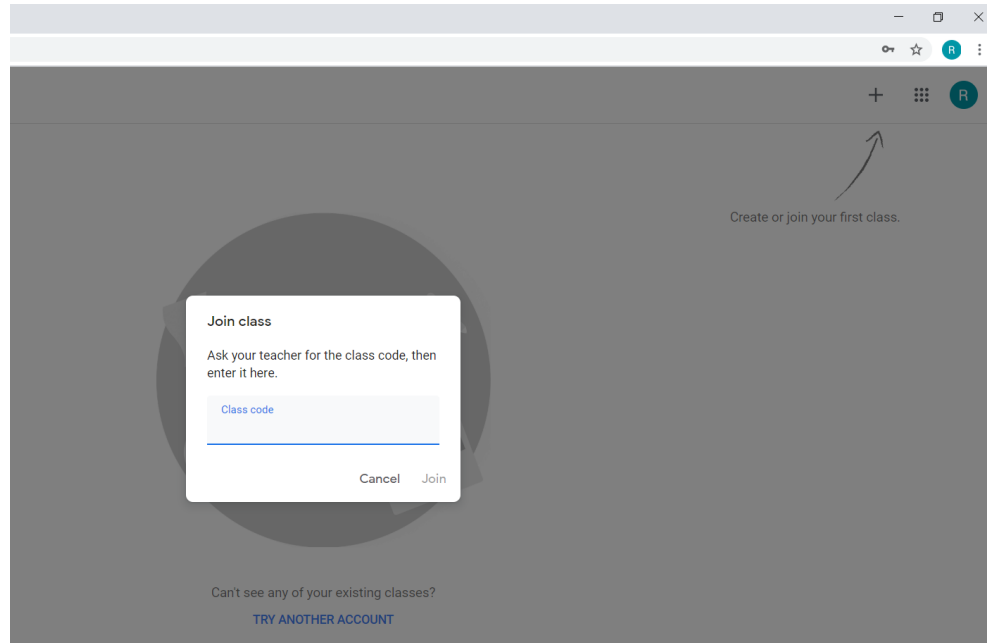 R
R
Create or join your first class.
Join class
Ask your teacher for the class code, then
enter it here.
Class code
Cancel Join
Can't see any of your existing classes?
TRY ANOTHER ACCOUNT